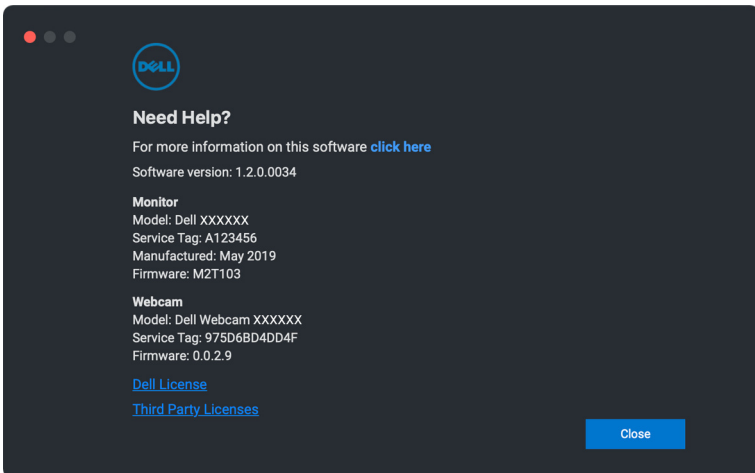 DELL
Need Help?
For more information on this software click here
Software version: 1.2.0.0034
Monitor
Model: Dell XXXXXX
Service Tag: A123456
Manufactured: May 2019
Firmware: M2T103
Webcam
Model: Dell Webcam XXXXXX
Service Tag: 975D6BD4DD4F
Firmware: 0.0.2.9
Dell License
Third Party Licenses
Close